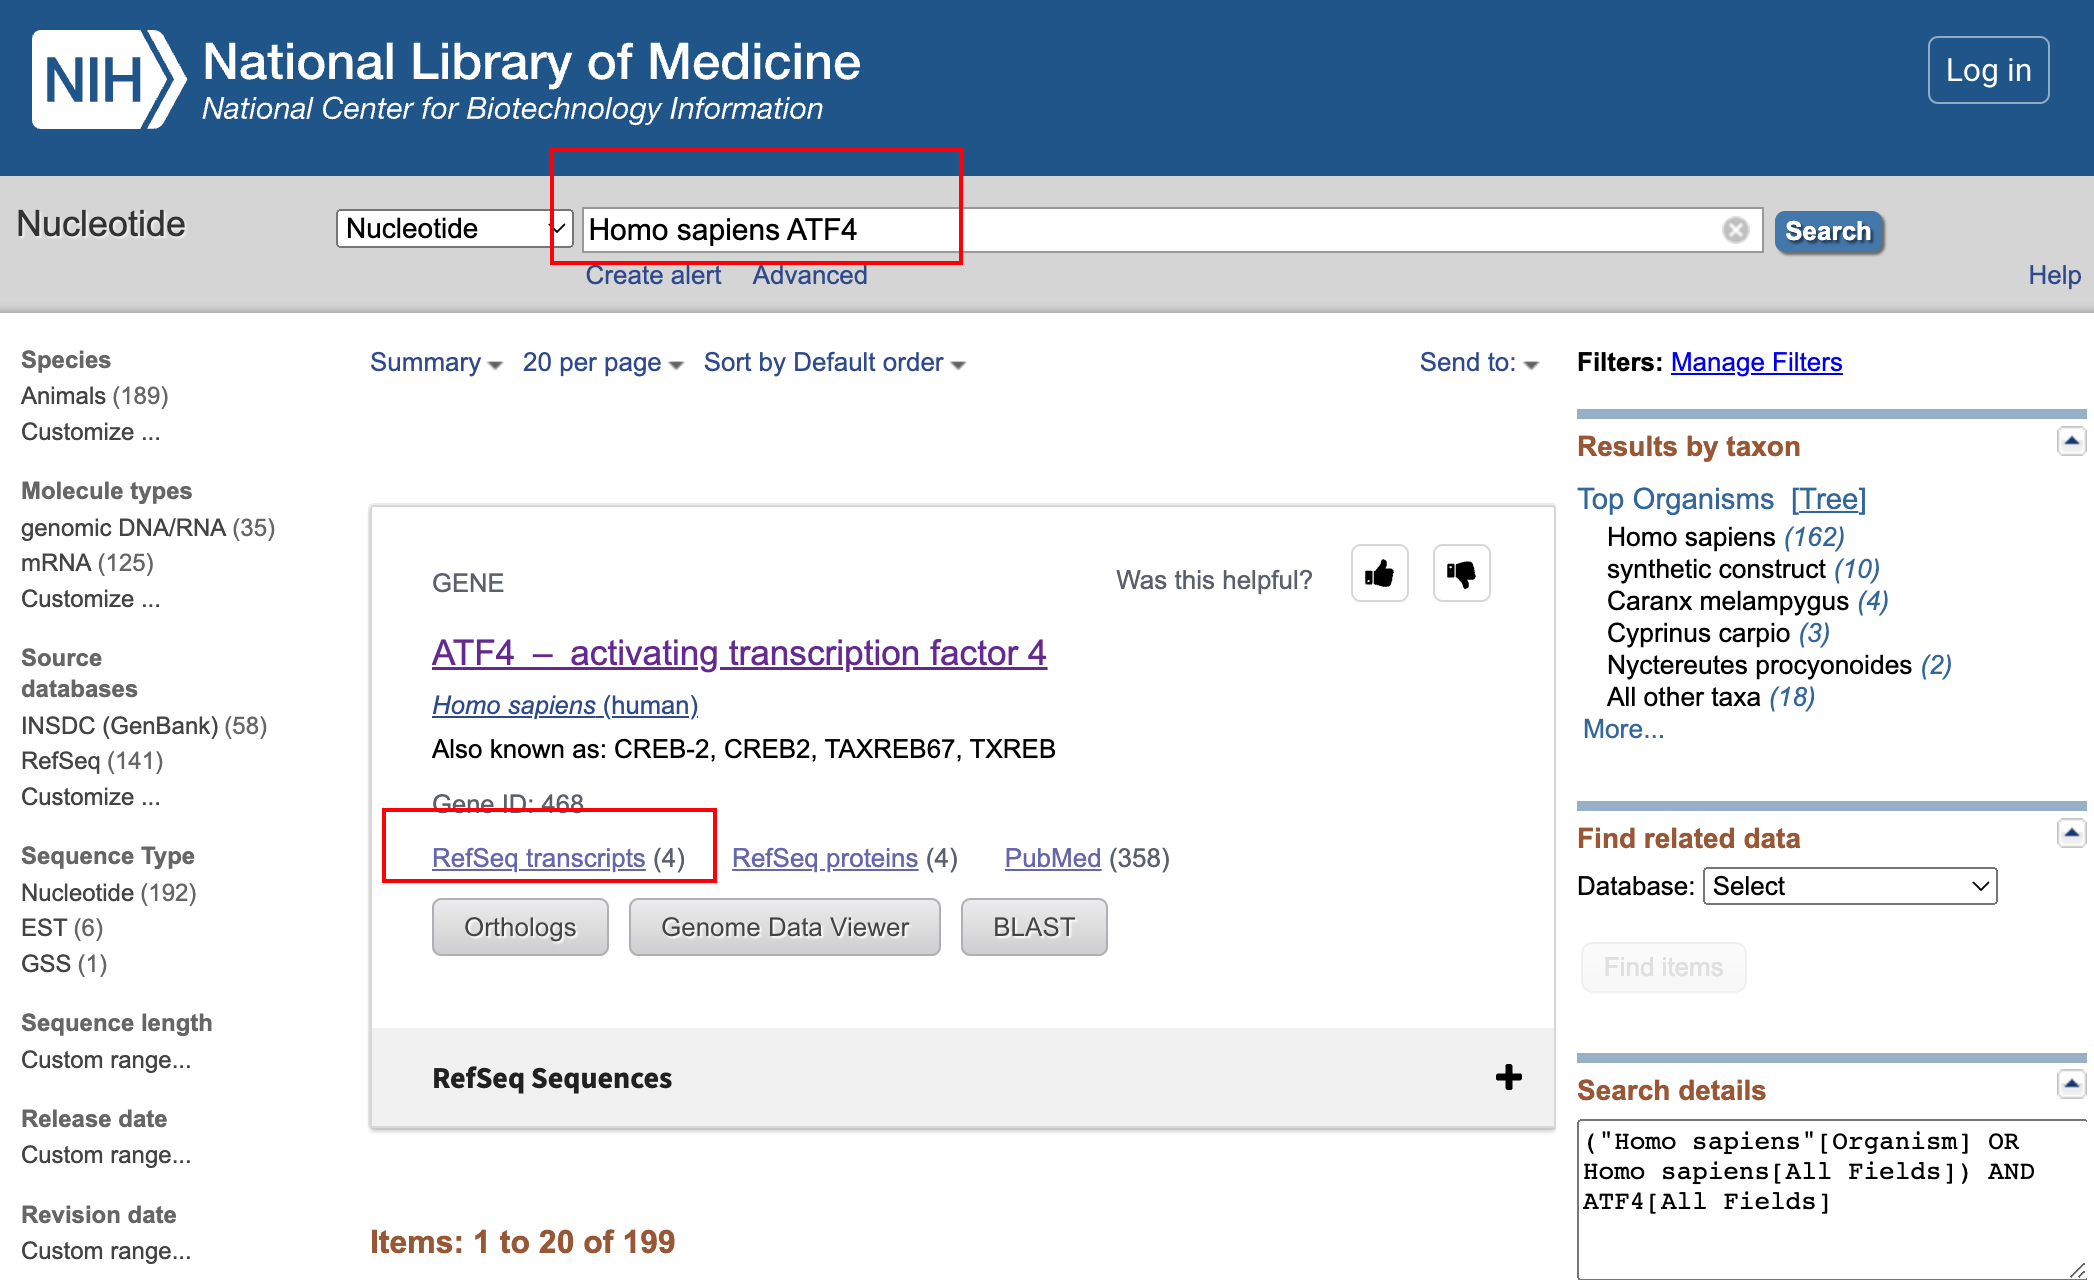 NIH National Library of Medicine
National Center for Biotechnology Information
Log in
Nucleotide
Nucleotide
Homo sapiens ATF4
Search
Create alert Advanced
Help
Species
Animals (189)
Customize ...
Molecule types
genomic DNA/RNA (35)
mRNA (125)
Customize ...
Source
databases
INSDC (GenBank) (58)
RefSeq (141)
Customize ...
Sequence Type
Nucleotide (192)
EST (6)
GSS (1)
Sequence length
Custom range...
Release date
Custom range...
Revision date
Custom range...
Summary 20 per page Sort by Default order
Send to:
GENE
Was this helpful?
ATF4 – activating transcription factor 4
Homo sapiens (human)
Also known as: CREB-2, CREB2, TAXREB67, TXREB
Gene ID: 468
RefSeq transcripts (4) RefSeq proteins (4) PubMed (358)
Orthologs Genome Data Viewer BLAST
RefSeq Sequences
Items: 1 to 20 of 199
Filters: Manage Filters
Results by taxon
Top Organisms [Tree]
Homo sapiens (162)
synthetic construct (10)
Caranx melampygus (4)
Cyprinus carpio (3)
Nyctereutes procyonoides (2)
All other taxa (18)
More...
Find related data
Database: Select
Find items
Search details
("Homo sapiens"[Organism] OR
Homo sapiens[All Fields]) AND
ATF4[All Fields]